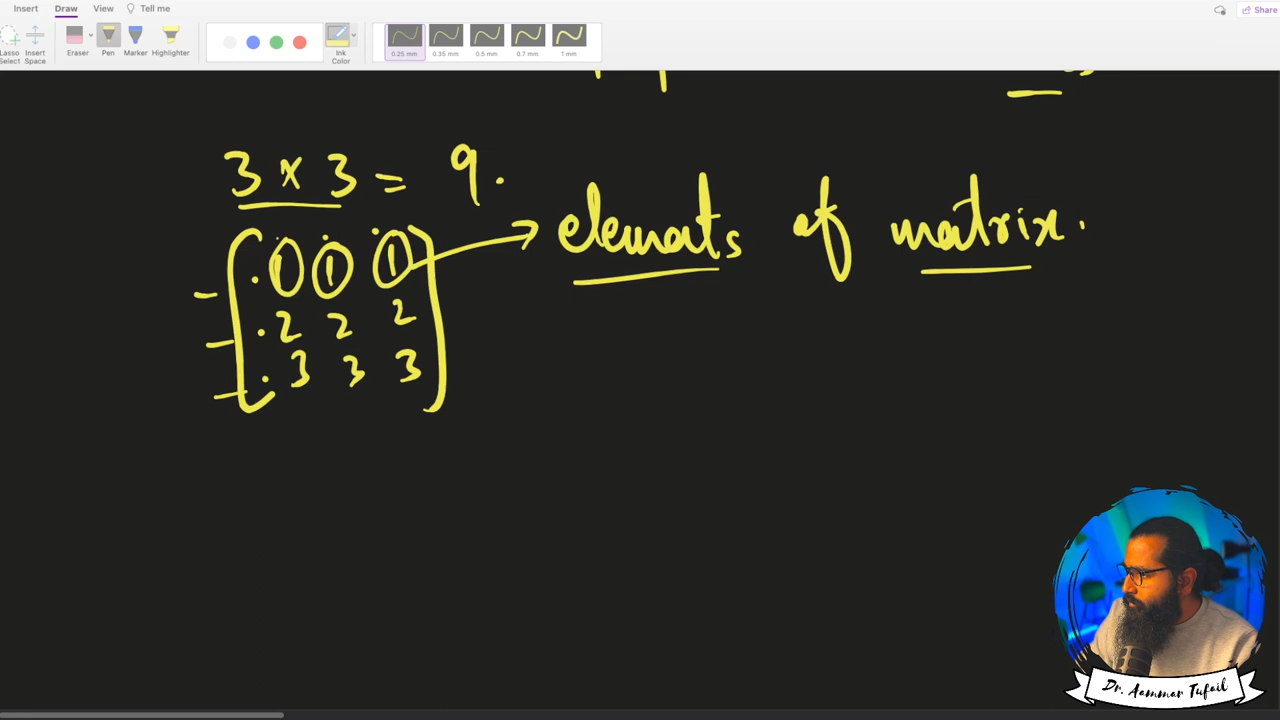 Insert Draw View Tell me
Share
Lasso Select
Insert Space
Eraser
Pen
Marker
Highlighter
Ink Color
0.25 mm 0.35 mm 0.5 mm 0.7 mm 1 mm
3 × 3 = 9.
elements of matrix.
1 1 1
2 2 2
3 3 3
Dr. Aammar Tufail